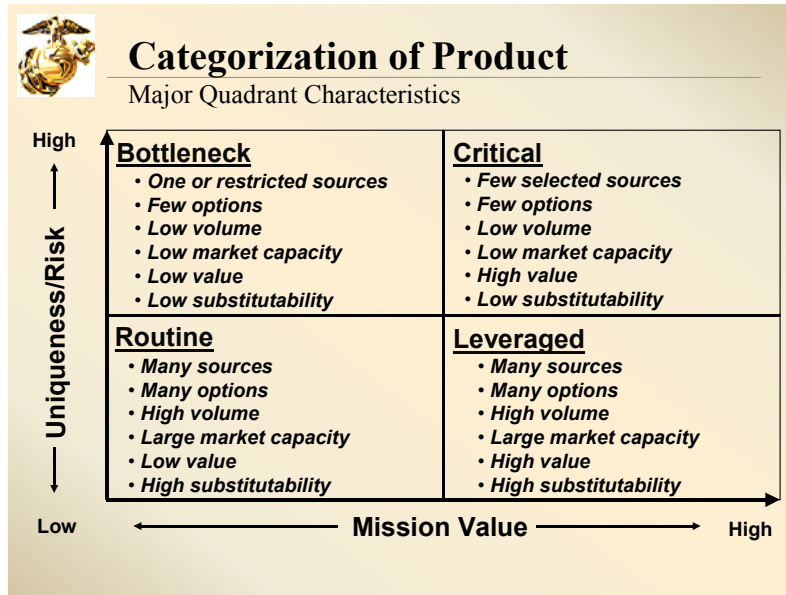 Categorization of Product
Major Quadrant Characteristics
High
Bottleneck
• One or restricted sources
• Few options
• Low volume
• Low market capacity
• Low value
• Low substitutability
Critical
• Few selected sources
• Few options
• Low volume
• Low market capacity
• High value
• Low substitutability
Uniqueness/Risk
Routine
• Many sources
• Many options
• High volume
• Large market capacity
• Low value
• High substitutability
Leveraged
• Many sources
• Many options
• High volume
• Large market capacity
• High value
• High substitutability
Low
Mission Value
High